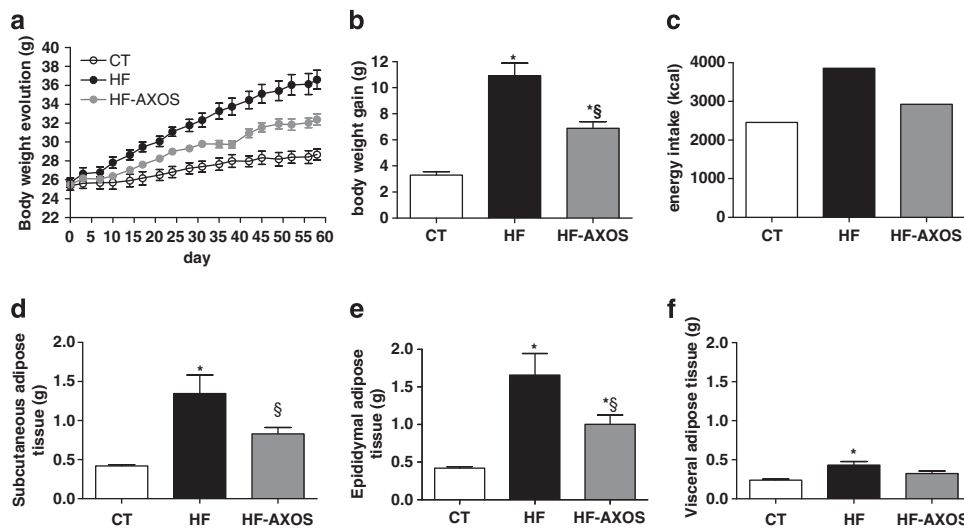 a
Body weight evolution (g)
40
38
36
34
32
30
28
26
24
22
0 5 10 15 20 25 30 35 40 45 50 55 60
day
CT
HF
HF-AXOS
b
body weight gain (g)
12
10
8
6
4
2
0
*
*§
CT HF HF-AXOS
c
energy intake (kcal)
4000
3000
2000
1000
0
CT HF HF-AXOS
d
Subcutaneous adipose
tissue (g)
2.0
1.5
1.0
0.5
0.0
*
§
CT HF HF-AXOS
e
Epididymal adipose
tissue (g)
2.0
1.5
1.0
0.5
0.0
*
*§
CT HF HF-AXOS
f
Visceral adipose tissue (g)
2.0
1.5
1.0
0.5
0.0
*
CT HF HF-AXOS